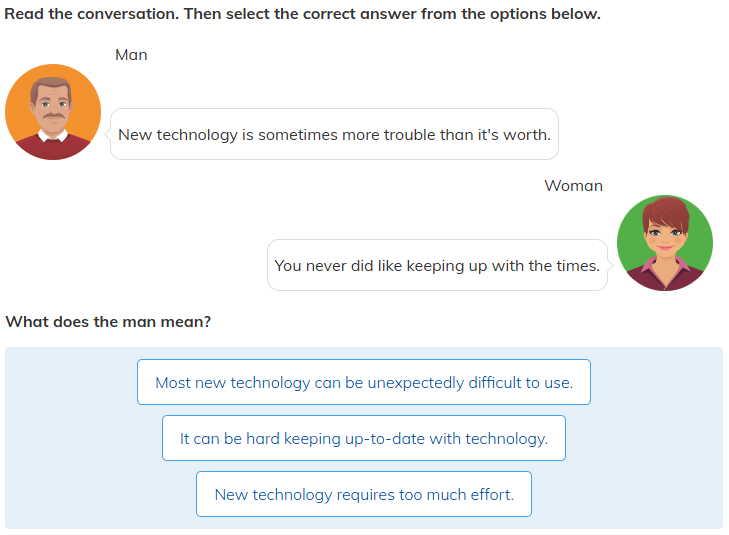 Read the conversation. Then select the correct answer from the options below.
Man
New technology is sometimes more trouble than it's worth.
Woman
You never did like keeping up with the times.
What does the man mean?
Most new technology can be unexpectedly difficult to use.
It can be hard keeping up-to-date with technology.
New technology requires too much effort.